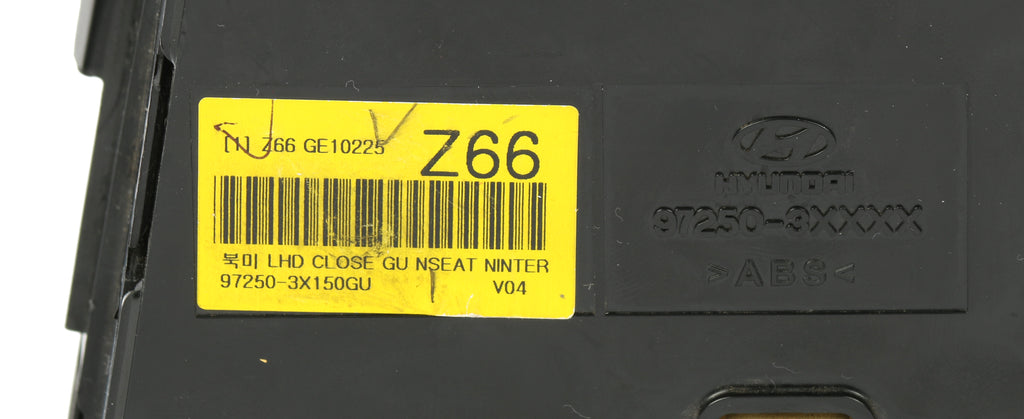 [1] Z66 GE10225
Z66
북미 LHD CLOSE GU NSEAT NINTER
97250-3X150GU V04
HYUNDAI
97250-3XXXX
>ABS<